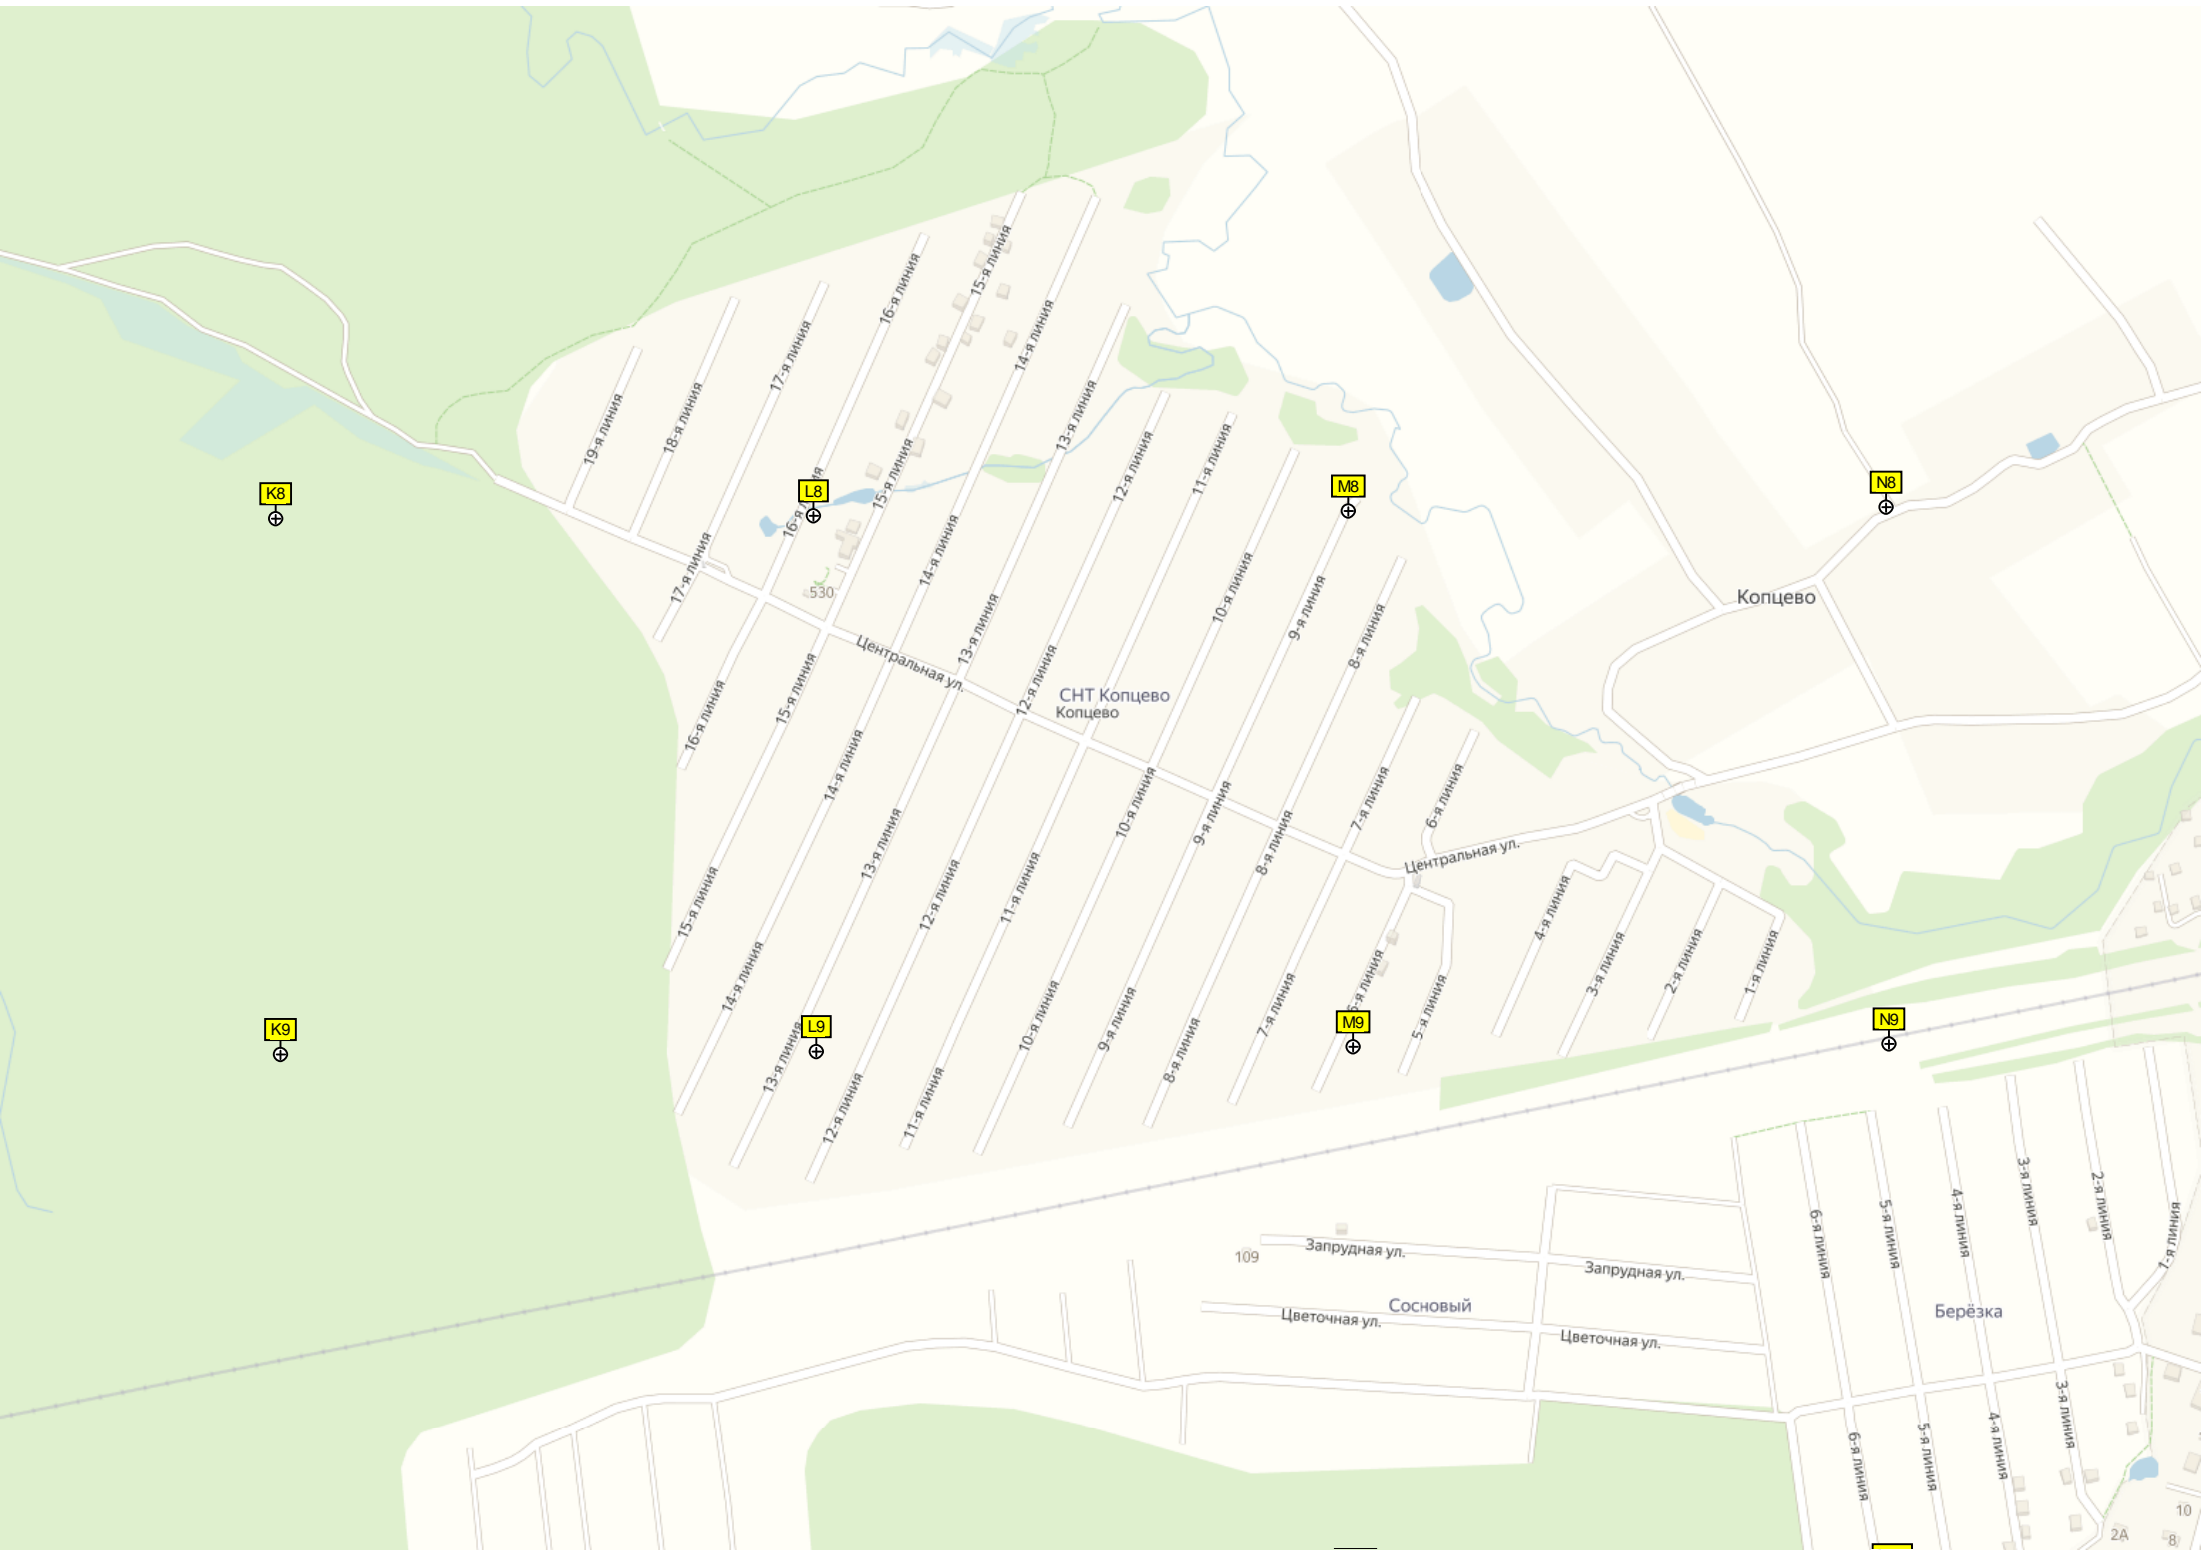 15-я линия
16-я линия
14-я линия
17-я линия
18-я линия
19-я линия
13-я линия
12-я линия
11-я линия
15-я линия
K8
L8
M8
N8
16-я линия
14-я линия
17-я линия
10-я линия
9-я линия
530
Копцево
8-я линия
13-я линия
Центральная ул.
12-я линия
15-я линия
СНТ Копцево
Копцево
16-я линия
14-я линия
10-я линия
9-я линия
7-я линия
6-я линия
8-я линия
13-я линия
Центральная ул.
11-я линия
12-я линия
15-я линия
4-я линия
3-я линия
2-я линия
1-я линия
14-я линия
6-я линия
5-я линия
7-я линия
10-я линия
9-я линия
K9
L9
M9
N9
13-я линия
8-я линия
12-я линия
11-я линия
3-я линия
2-я линия
4-я линия
5-я линия
6-я линия
1-я линия
109
Запрудная ул.
Запрудная ул.
Сосновый
Берёзка
Цветочная ул.
Цветочная ул.
3-я линия
4-я линия
5-я линия
6-я линия
10
2А
8